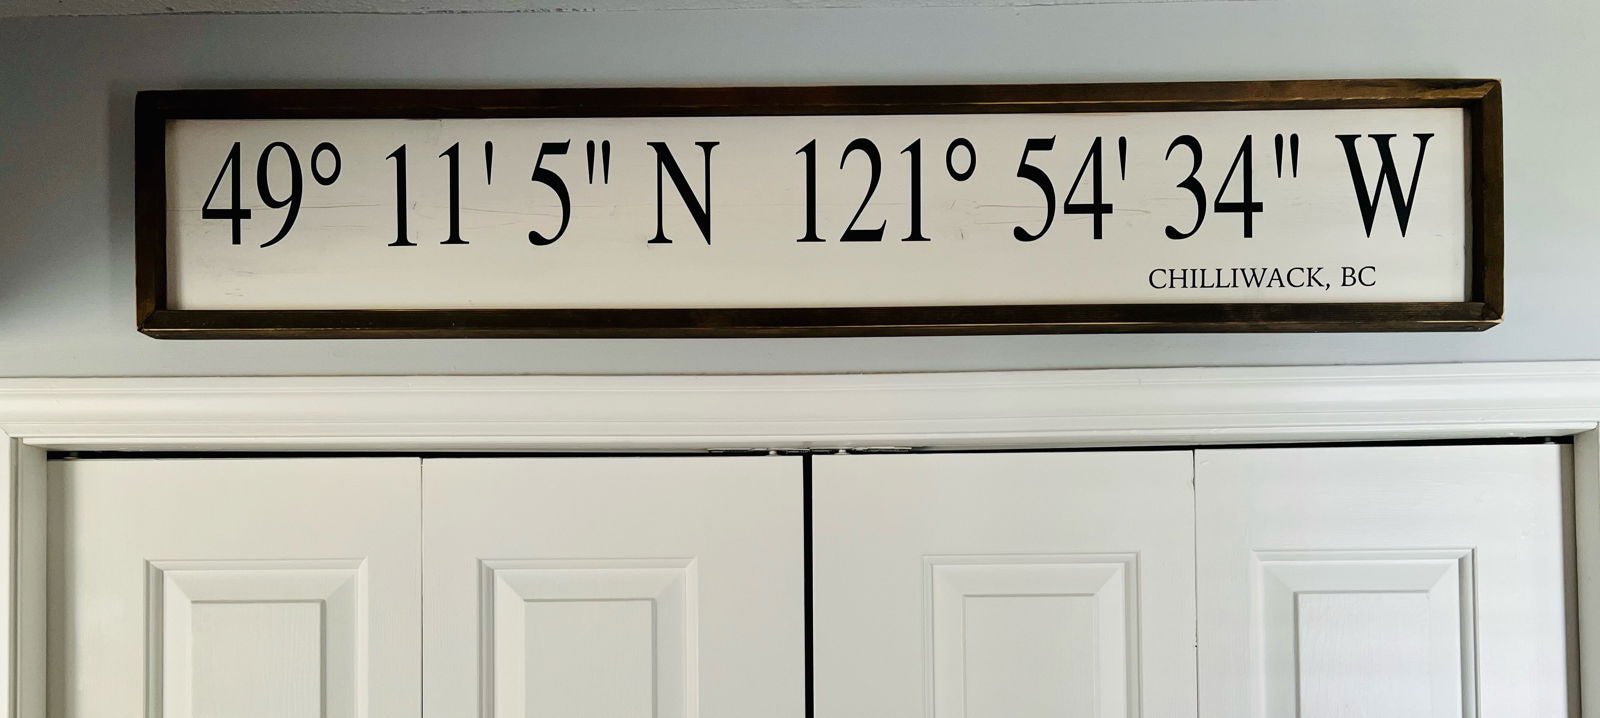 49° 11' 5" N 121° 54' 34" W
CHILLIWACK, BC